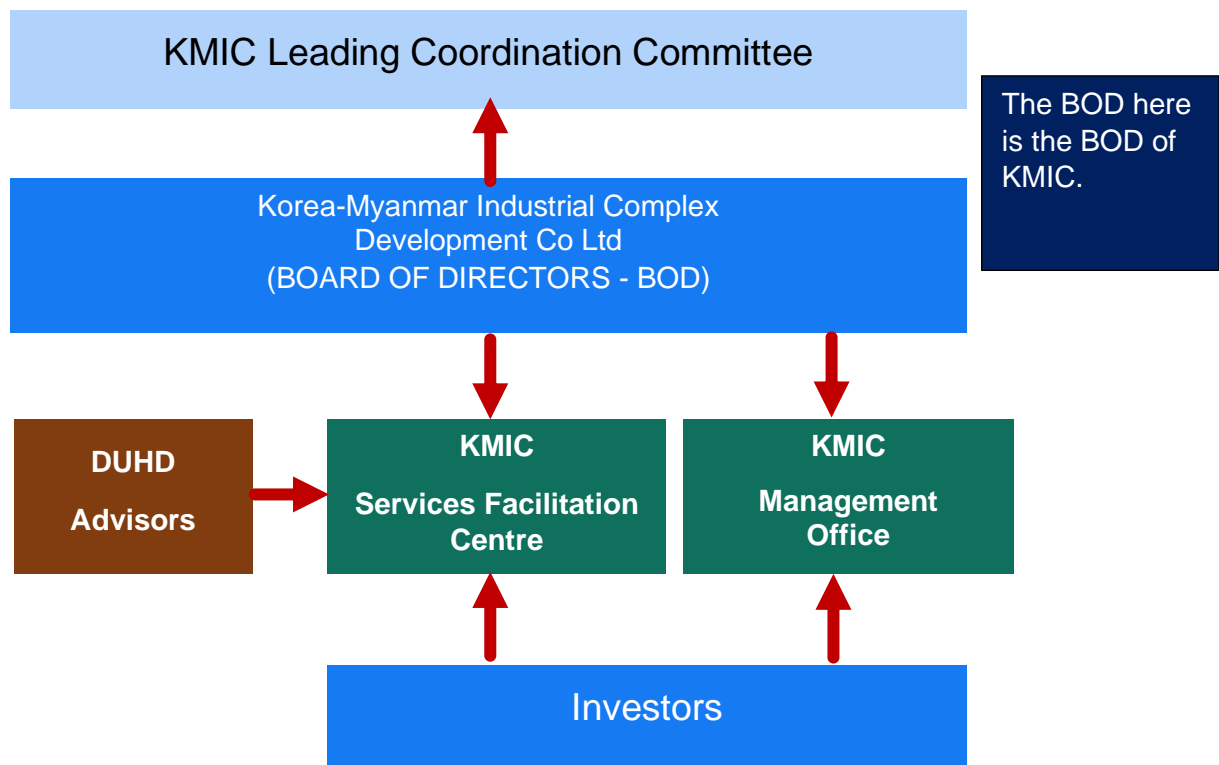 KMIC Leading Coordination Committee
The BOD here
is the BOD of
KMIC.
Korea-Myanmar Industrial Complex
Development Co Ltd
(BOARD OF DIRECTORS - BOD)
DUHD
Advisors
KMIC
Services Facilitation
Centre
KMIC
Management
Office
Investors